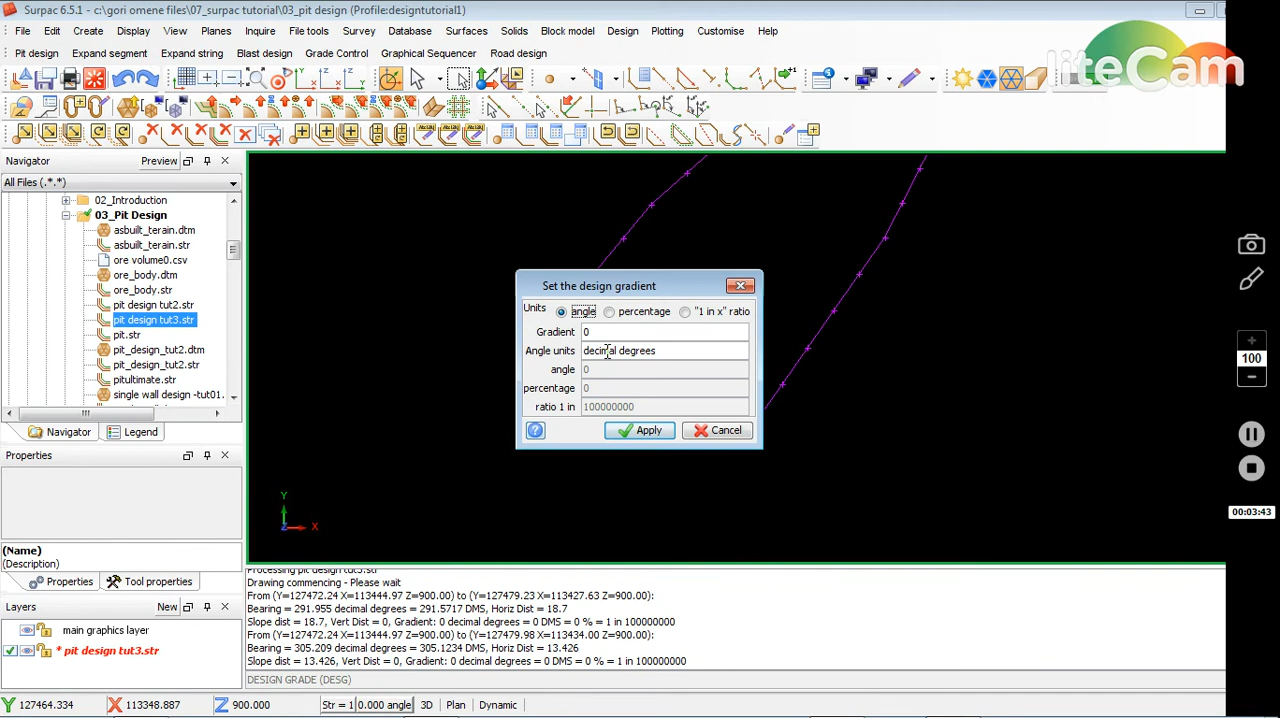 Surpac 6.5.1 - c:\gori omene files\07_surpac tutorial\03_pit design (Profile:designtutorial1)
File Edit Create Display View Planes Inquire File tools Survey Database Surfaces Solids Block model Design Plotting Customise Help
Pit design Expand segment Expand string Blast design Grade Control Graphical Sequencer Road design
liteCam
Navigator Preview
All Files (*.*)
02_Introduction
03_Pit Design
asbuilt_terain.dtm
asbuilt_terain.str
ore volume0.csv
ore_body.dtm
ore_body.str
pit design tut2.str
pit design tut3.str
pit.str
pit_design_tut2.dtm
pit_design_tut2.str
pitultimate.str
single wall design -tut01.
Navigator Legend
Properties
(Name)
(Description)
Properties Tool properties
Layers New
main graphics layer
* pit design tut3.str
Set the design gradient
Units angle percentage "1 in x" ratio
Gradient 0
Angle units decimal degrees
angle 0
percentage 0
ratio 1 in 100000000
Apply Cancel
Y
Z X
100
00:03:43
Processing pit design tut3.str
Drawing commencing - Please wait
From (Y=127472.24 X=113444.97 Z=900.00) to (Y=127479.23 X=113427.63 Z=900.00):
Bearing = 291.955 decimal degrees = 291.5717 DMS, Horiz Dist = 18.7
Slope dist = 18.7, Vert Dist = 0, Gradient: 0 decimal degrees = 0 DMS = 0 % = 1 in 100000000
From (Y=127472.24 X=113444.97 Z=900.00) to (Y=127479.98 X=113434.00 Z=900.00):
Bearing = 305.209 decimal degrees = 305.1234 DMS, Horiz Dist = 13.426
Slope dist = 13.426, Vert Dist = 0, Gradient: 0 decimal degrees = 0 DMS = 0 % = 1 in 100000000
DESIGN GRADE (DESG)
Y 127464.334 X 113348.887 Z 900.000 Str = 1 0.000 angle 3D Plan Dynamic